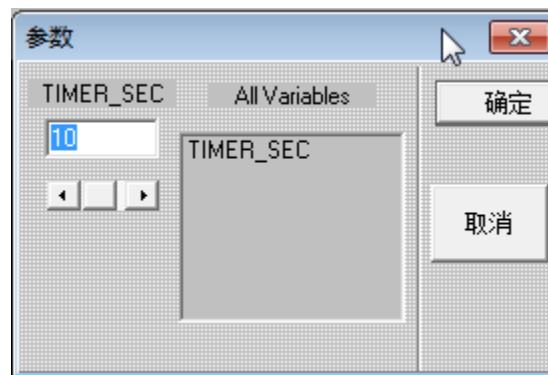 参数
TIMER_SEC
All Variables
确定
10
TIMER_SEC
取消